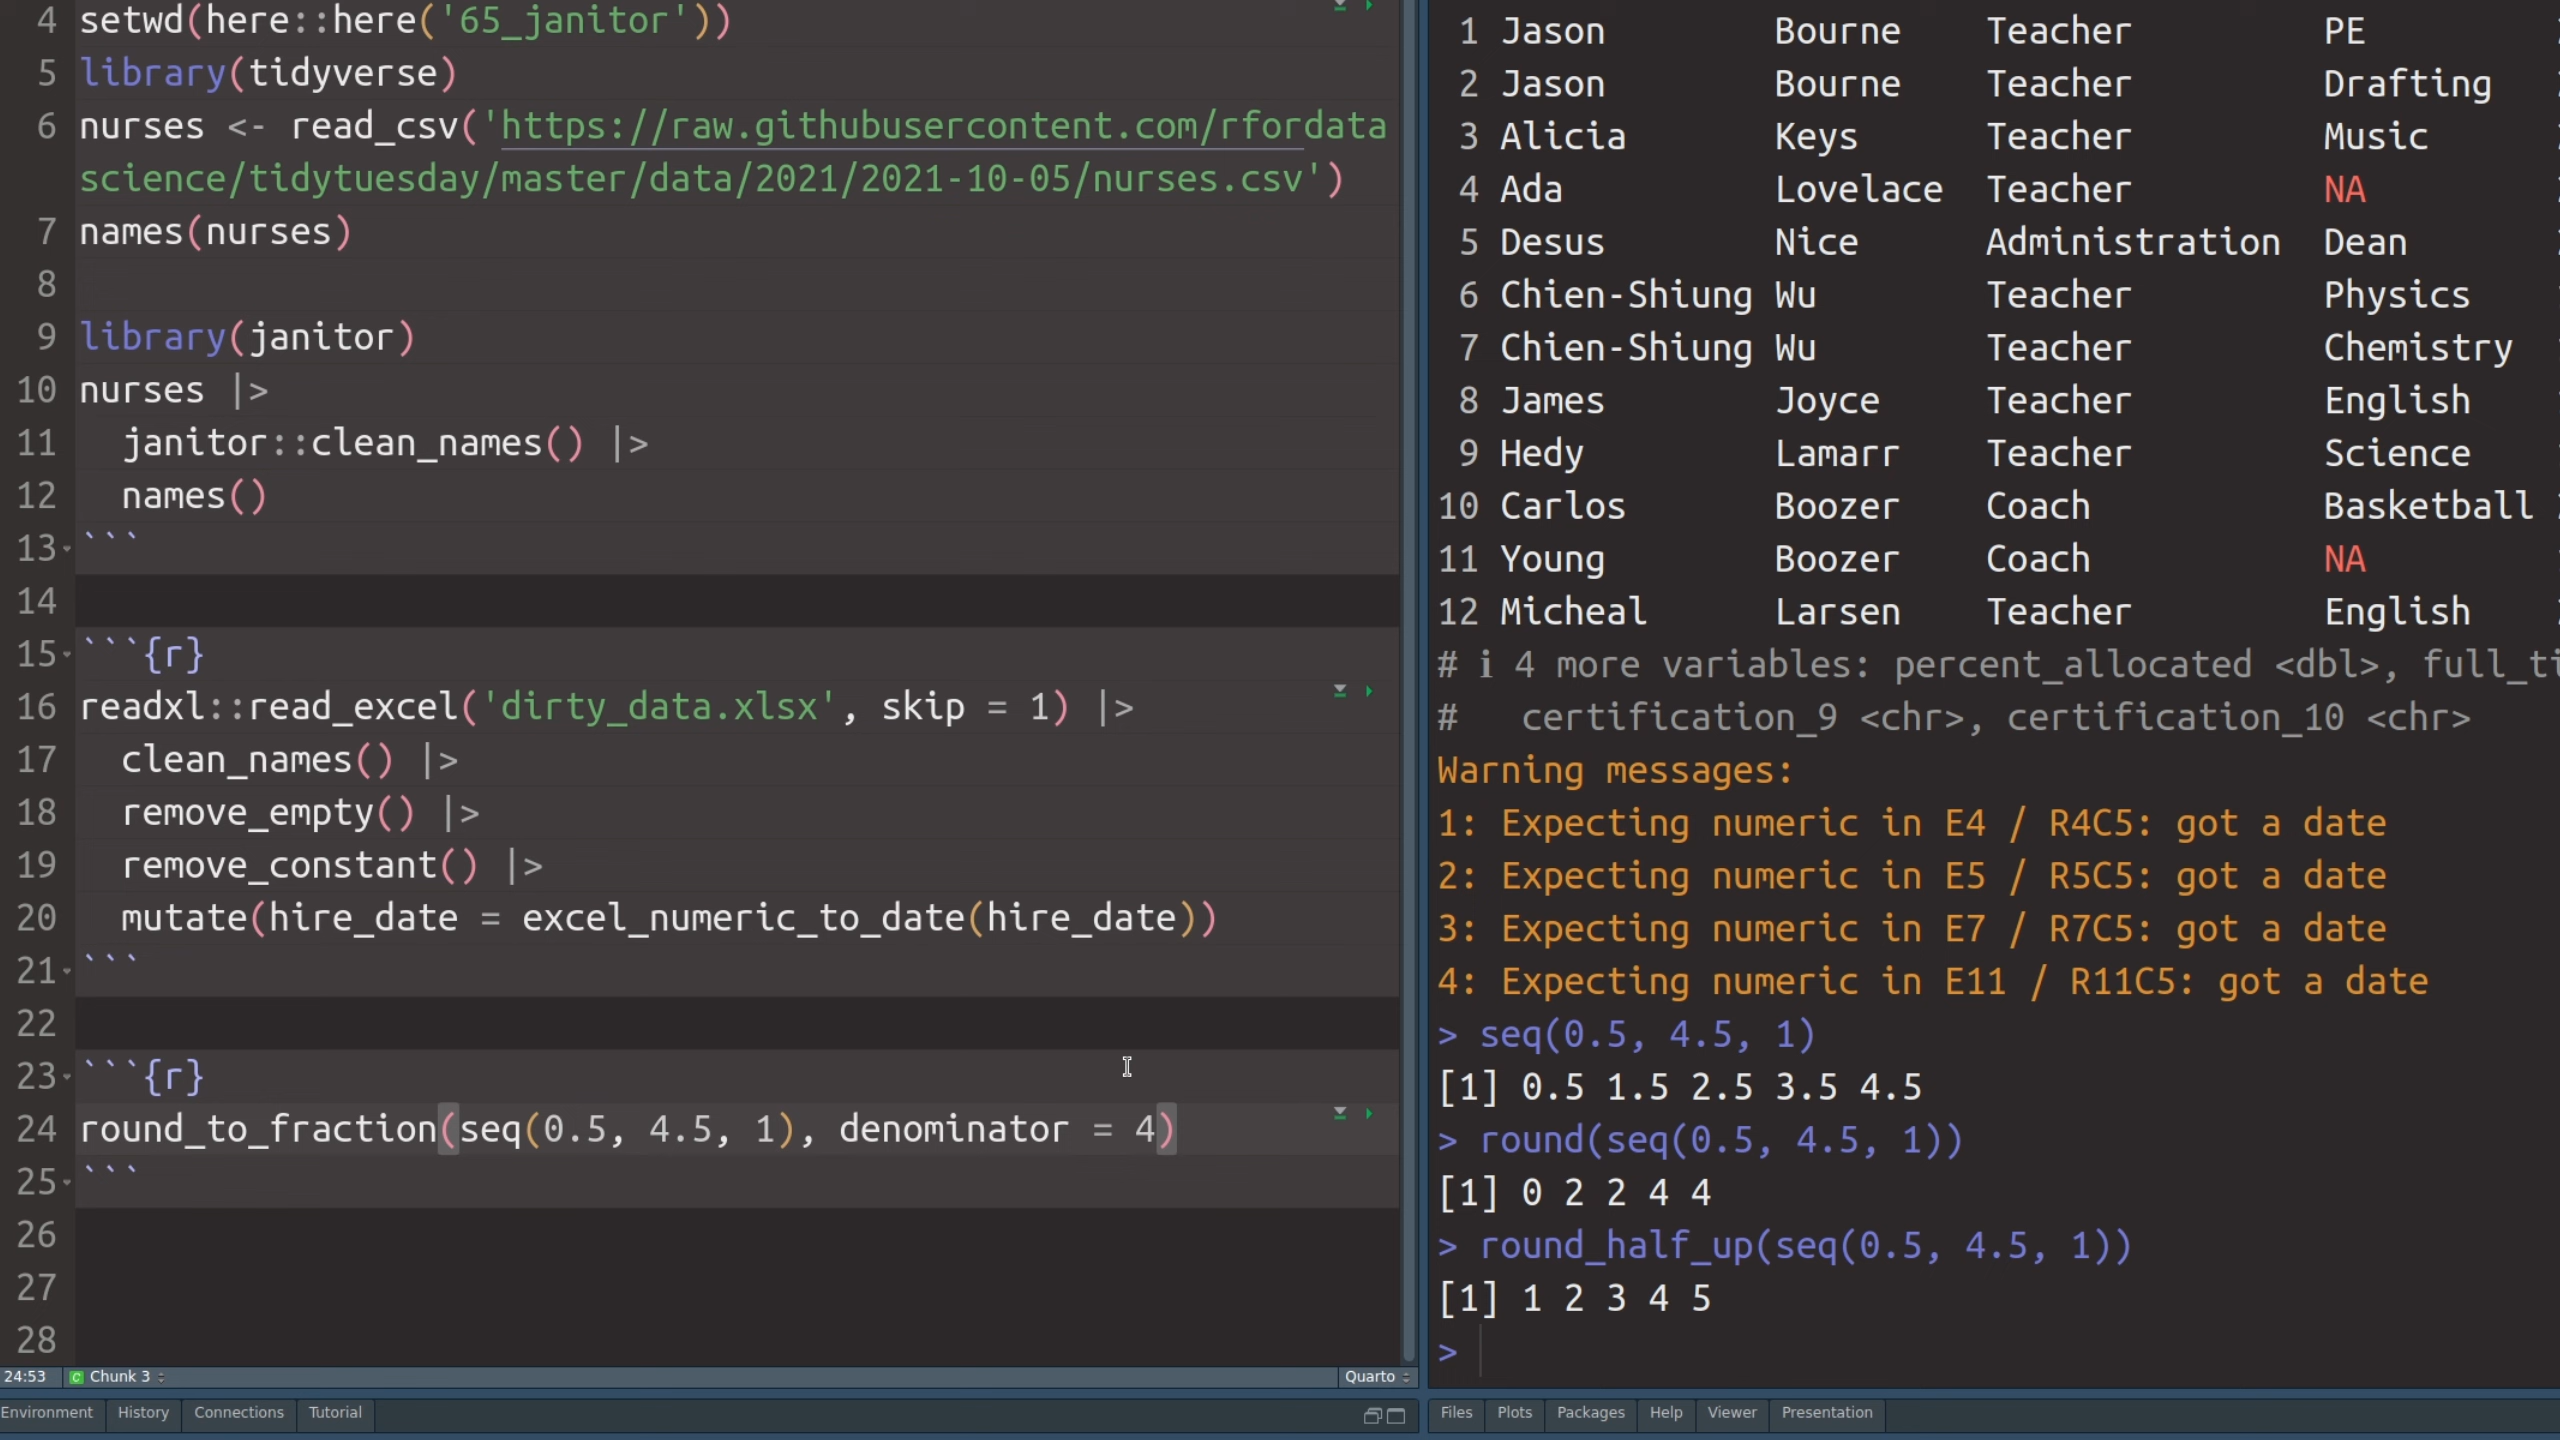 4 setwd(here::here('65_janitor'))
5 library(tidyverse)
6 nurses <- read_csv('https://raw.githubusercontent.com/rfordata
science/tidytuesday/master/data/2021/2021-10-05/nurses.csv')
7 names(nurses)
8
9 library(janitor)
10 nurses |>
11   janitor::clean_names() |>
12   names()
13 ```
14
15 ```{r}
16 readxl::read_excel('dirty_data.xlsx', skip = 1) |>
17   clean_names() |>
18   remove_empty() |>
19   remove_constant() |>
20   mutate(hire_date = excel_numeric_to_date(hire_date))
21 ```
22
23 ```{r}
24 round_to_fraction(seq(0.5, 4.5, 1), denominator = 4)
25 ```
26
27
28
24:53 C Chunk 3 Quarto
Environment History Connections Tutorial
1 Jason Bourne Teacher PE
2 Jason Bourne Teacher Drafting
3 Alicia Keys Teacher Music
4 Ada Lovelace Teacher NA
5 Desus Nice Administration Dean
6 Chien-Shiung Wu Teacher Physics
7 Chien-Shiung Wu Teacher Chemistry
8 James Joyce Teacher English
9 Hedy Lamarr Teacher Science
10 Carlos Boozer Coach Basketball
11 Young Boozer Coach NA
12 Micheal Larsen Teacher English
# ℹ 4 more variables: percent_allocated <dbl>, full_ti
#   certification_9 <chr>, certification_10 <chr>
Warning messages:
1: Expecting numeric in E4 / R4C5: got a date
2: Expecting numeric in E5 / R5C5: got a date
3: Expecting numeric in E7 / R7C5: got a date
4: Expecting numeric in E11 / R11C5: got a date
> seq(0.5, 4.5, 1)
[1] 0.5 1.5 2.5 3.5 4.5
> round(seq(0.5, 4.5, 1))
[1] 0 2 2 4 4
> round_half_up(seq(0.5, 4.5, 1))
[1] 1 2 3 4 5
>
Files Plots Packages Help Viewer Presentation